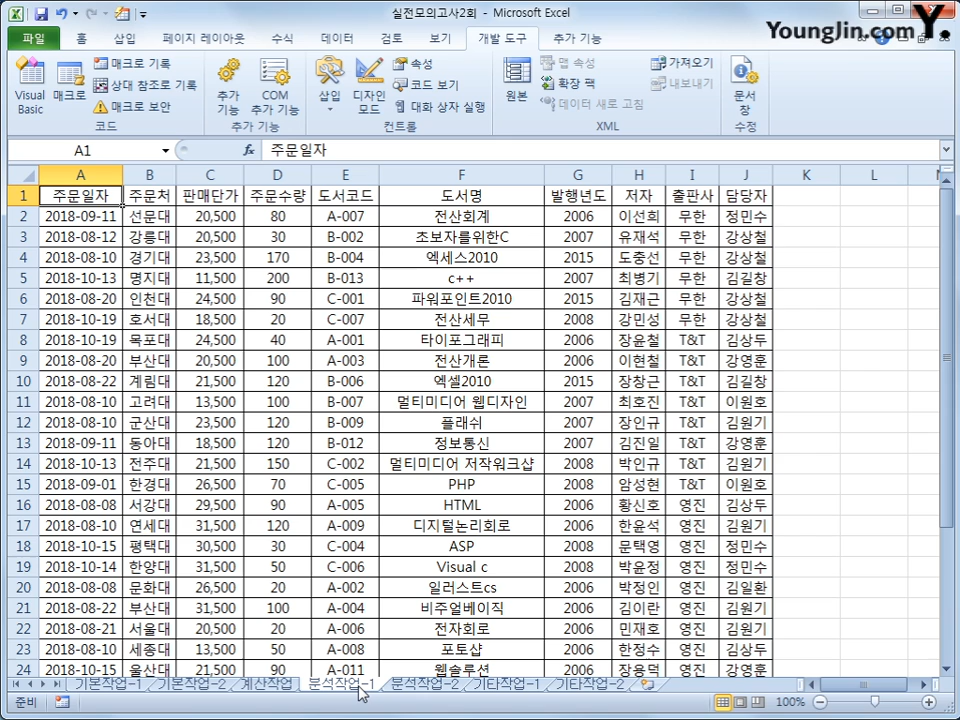 실전모의고사2회 - Microsoft Excel
Younglin.com Y.
파일 홈 삽입 페이지 레이아웃 수식 데이터 검토 보기 개발 도구 추가 기능
Visual Basic 매크로 매크로 기록 상대 참조로 기록 매크로 보안 추가 기능 COM 추가 기능 삽입 디자인 모드 속성 코드 보기 대화 상자 실행 원본 맵 속성 확장 팩 데이터 새로 고침 가져오기 내보내기 문서 창
코드 추가 기능 컨트롤 XML 수정
A1 fx 주문일자
A B C D E F G H I J K L
1 주문일자 주문처 판매단가 주문수량 도서코드 도서명 발행년도 저자 출판사 담당자
2 2018-09-11 선문대 20,500 80 A-007 전산회계 2006 이선희 무한 정민수
3 2018-08-12 강릉대 20,500 30 B-002 초보자를위한C 2007 유재석 무한 강상철
4 2018-08-10 경기대 23,500 170 B-004 엑세스2010 2015 도충선 무한 강상철
5 2018-10-13 명지대 11,500 200 B-013 c++ 2007 최병기 무한 김길창
6 2018-08-20 인천대 24,500 90 C-001 파워포인트2010 2015 김재근 무한 강상철
7 2018-10-19 호서대 18,500 20 C-007 전산세무 2008 강민성 무한 강상철
8 2018-10-19 목포대 24,500 40 A-001 타이포그래피 2006 장윤철 T&T 김상두
9 2018-08-20 부산대 20,500 100 A-003 전산개론 2006 이현철 T&T 강영훈
10 2018-08-22 계림대 21,500 120 B-006 엑셀2010 2015 장창근 T&T 김길창
11 2018-08-10 고려대 13,500 100 B-007 멀티미디어 웹디자인 2007 최호진 T&T 이원호
12 2018-08-10 군산대 23,500 120 B-009 플래쉬 2007 장인규 T&T 김원기
13 2018-09-11 동아대 18,500 120 B-012 정보통신 2007 김진일 T&T 강영훈
14 2018-10-13 전주대 21,500 150 C-002 멀티미디어 저작워크샵 2008 박인규 T&T 김원기
15 2018-09-01 한경대 26,500 70 C-005 PHP 2008 암성현 T&T 이원호
16 2018-08-08 서강대 29,500 90 A-005 HTML 2006 황신호 영진 김상두
17 2018-08-10 연세대 31,500 120 A-009 디지털논리회로 2006 한윤석 영진 김원기
18 2018-10-15 평택대 30,500 30 C-004 ASP 2008 문택영 영진 정민수
19 2018-10-14 한양대 31,500 50 C-006 Visual c 2008 박윤정 영진 정민수
20 2018-08-08 문화대 26,500 20 A-002 일러스트cs 2006 박정인 영진 김일환
21 2018-08-22 부산대 31,500 100 A-004 비주얼베이직 2006 김이란 영진 강영훈
22 2018-08-21 서울대 20,500 20 A-006 전자회로 2006 민재호 영진 김원기
23 2018-08-10 세종대 13,500 50 A-008 포토샵 2006 한정수 영진 김상두
24 2018-10-15 울산대 21,500 90 A-011 웹솔루션 2006 장용덕 영진 강영훈
기본작업-1 기본작업-2 계산작업 분석작업-1 분석작업-2 기타작업-1 기타작업-2
준비 100%